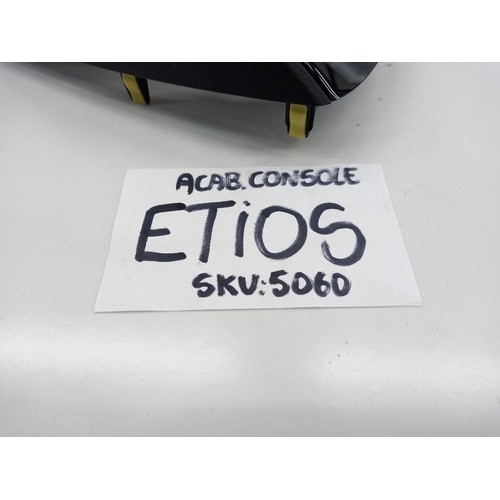 ACAB. CONSOLE
ETiOS
SKU: 5060